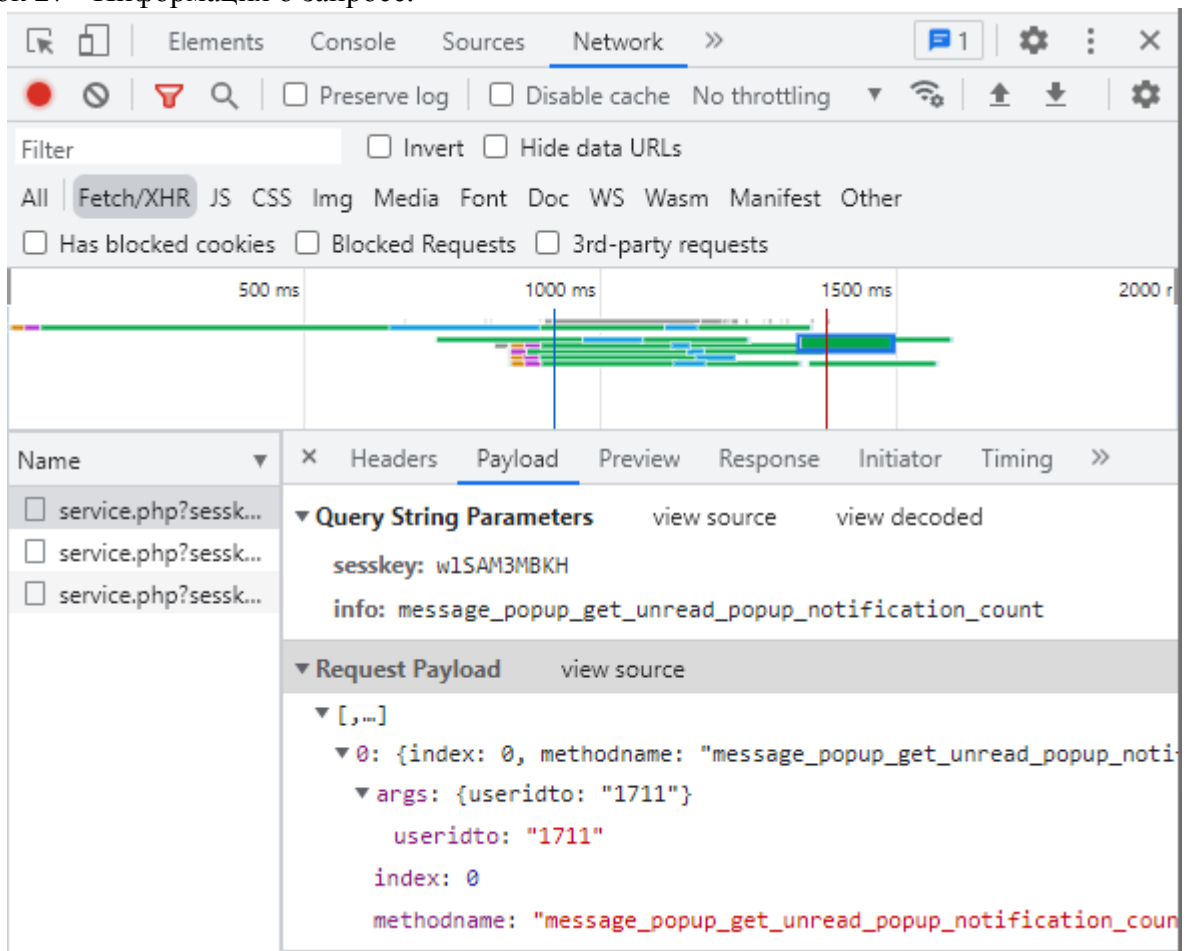 Информация о запросе.
Elements Console Sources Network 1
Preserve log Disable cache No throttling
Filter Invert Hide data URLs
All Fetch/XHR JS CSS Img Media Font Doc WS Wasm Manifest Other
Has blocked cookies Blocked Requests 3rd-party requests
500 ms 1000 ms 1500 ms 2000
Name Headers Payload Preview Response Initiator Timing
service.php?sessk... Query String Parameters view source view decoded
service.php?sessk... sesskey: wlSAM3MBKH
service.php?sessk... info: message_popup_get_unread_popup_notification_count
Request Payload view source
[,…]
0: {index: 0, methodname: "message_popup_get_unread_popup_noti
args: {useridto: "1711"}
useridto: "1711"
index: 0
methodname: "message_popup_get_unread_popup_notification_coun